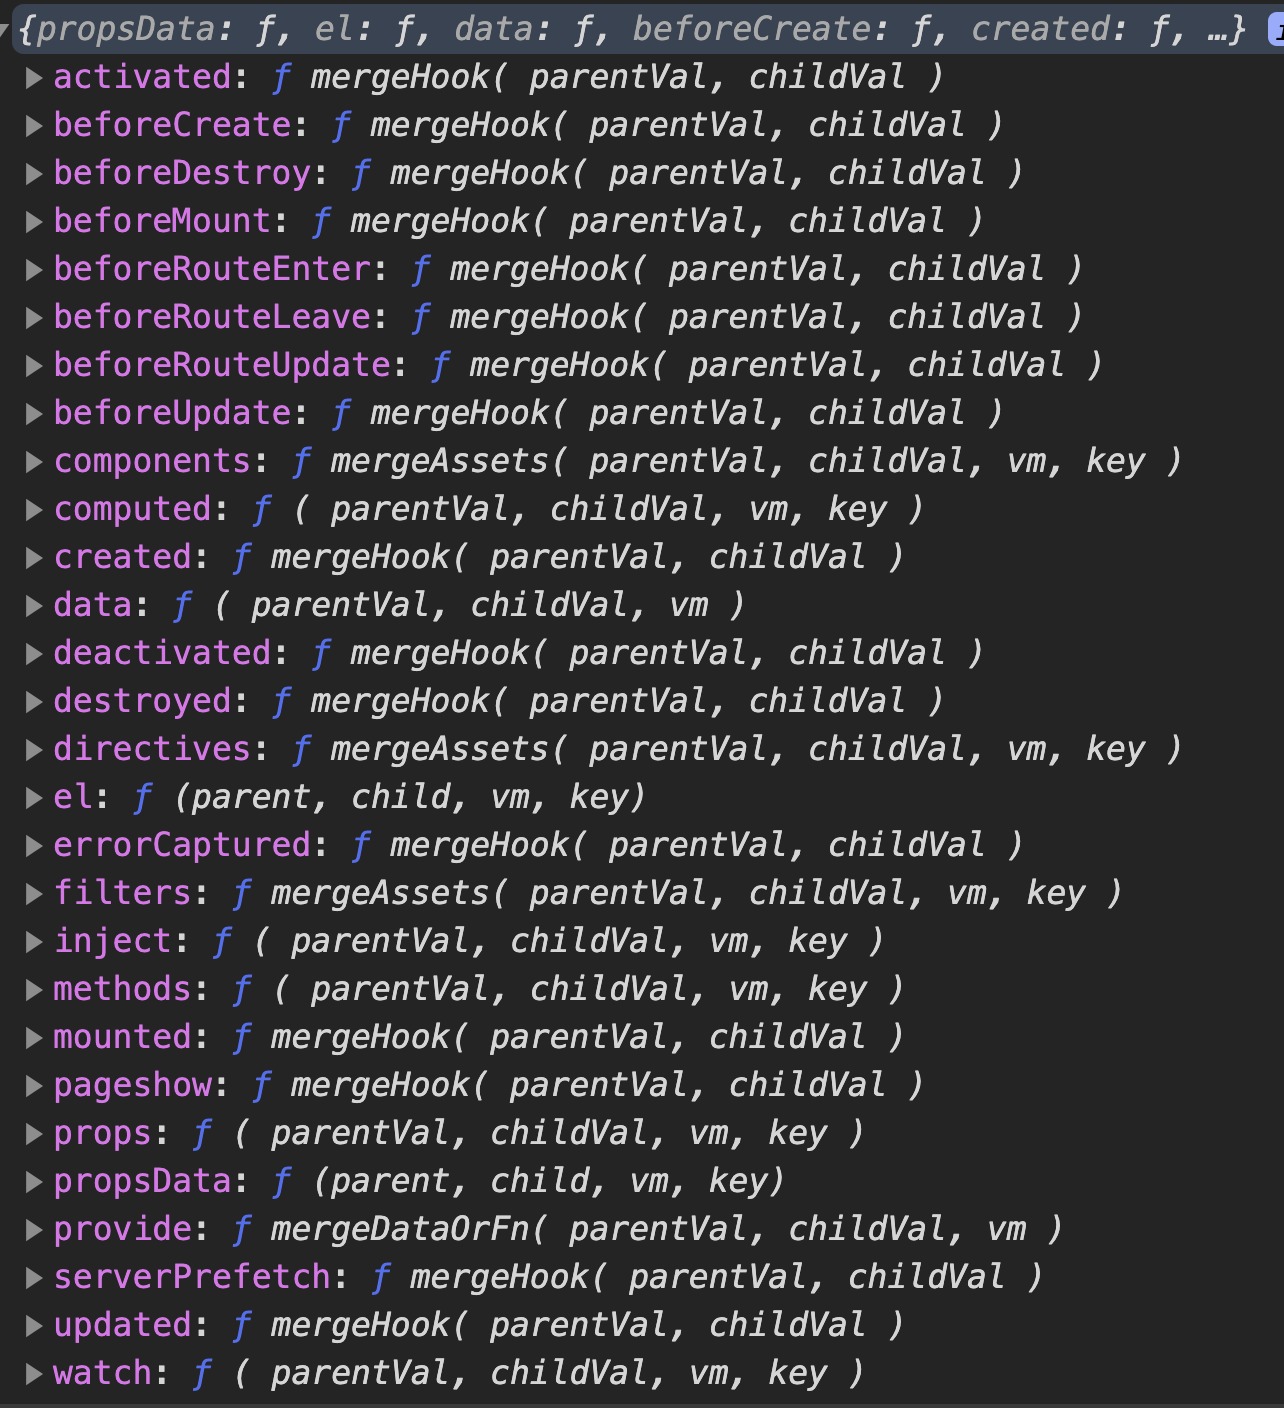 {propsData: ƒ, el: ƒ, data: ƒ, beforeCreate: ƒ, created: ƒ, …}
activated: ƒ mergeHook( parentVal, childVal )
beforeCreate: ƒ mergeHook( parentVal, childVal )
beforeDestroy: ƒ mergeHook( parentVal, childVal )
beforeMount: ƒ mergeHook( parentVal, childVal )
beforeRouteEnter: ƒ mergeHook( parentVal, childVal )
beforeRouteLeave: ƒ mergeHook( parentVal, childVal )
beforeRouteUpdate: ƒ mergeHook( parentVal, childVal )
beforeUpdate: ƒ mergeHook( parentVal, childVal )
components: ƒ mergeAssets( parentVal, childVal, vm, key )
computed: ƒ ( parentVal, childVal, vm, key )
created: ƒ mergeHook( parentVal, childVal )
data: ƒ ( parentVal, childVal, vm )
deactivated: ƒ mergeHook( parentVal, childVal )
destroyed: ƒ mergeHook( parentVal, childVal )
directives: ƒ mergeAssets( parentVal, childVal, vm, key )
el: ƒ (parent, child, vm, key)
errorCaptured: ƒ mergeHook( parentVal, childVal )
filters: ƒ mergeAssets( parentVal, childVal, vm, key )
inject: ƒ ( parentVal, childVal, vm, key )
methods: ƒ ( parentVal, childVal, vm, key )
mounted: ƒ mergeHook( parentVal, childVal )
pageshow: ƒ mergeHook( parentVal, childVal )
props: ƒ ( parentVal, childVal, vm, key )
propsData: ƒ (parent, child, vm, key)
provide: ƒ mergeDataOrFn( parentVal, childVal, vm )
serverPrefetch: ƒ mergeHook( parentVal, childVal )
updated: ƒ mergeHook( parentVal, childVal )
watch: ƒ ( parentVal, childVal, vm, key )